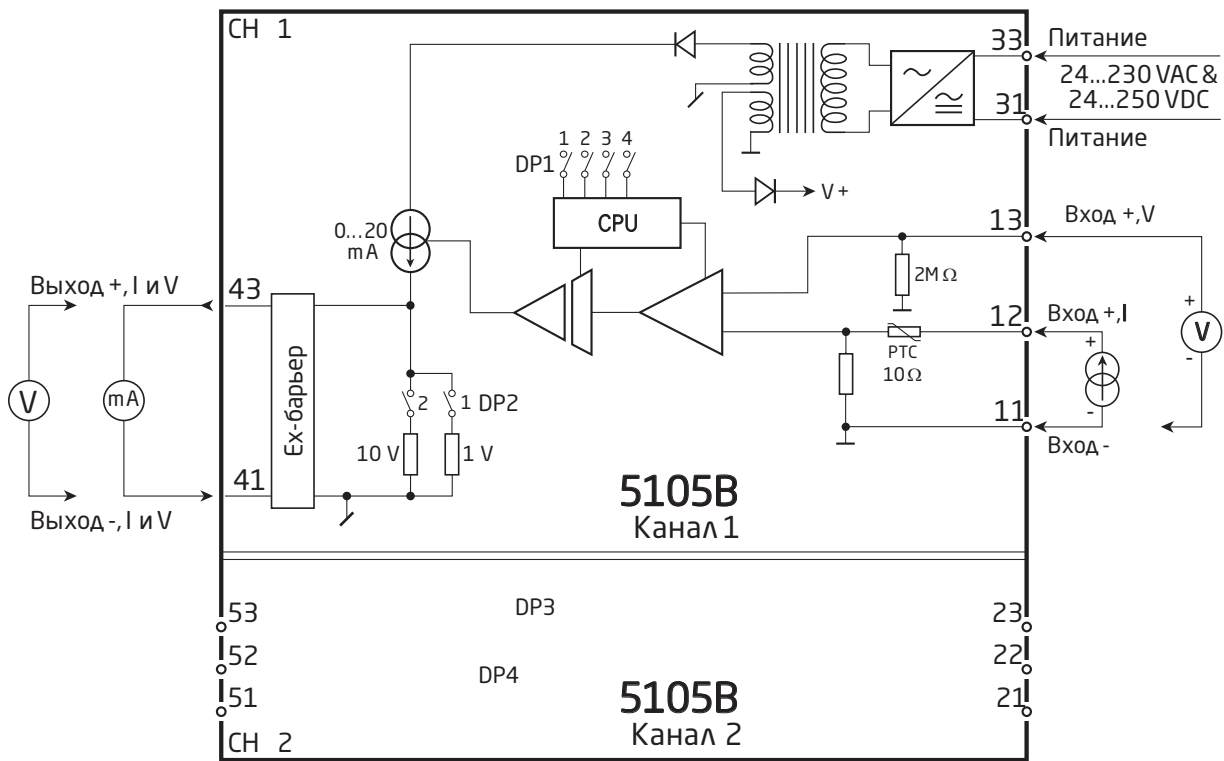 CH 1
33
Питание
24...230 VAC &
24...250 VDC
31
Питание
1 2 3 4
DP1
V+
CPU
13
Вход +,V
0...20
mA
2M Ω
Выход +, I и V
43
12
Вход +,I
PTC
10 Ω
+
V
-
+
-
V
mA
Ex-барьер
2
1 DP2
10 V
1 V
11
Вход -
41
Выход -, I и V
5105B
Канал 1
53
DP3
23
52
DP4
22
51
5105B
21
Канал 2
CH 2